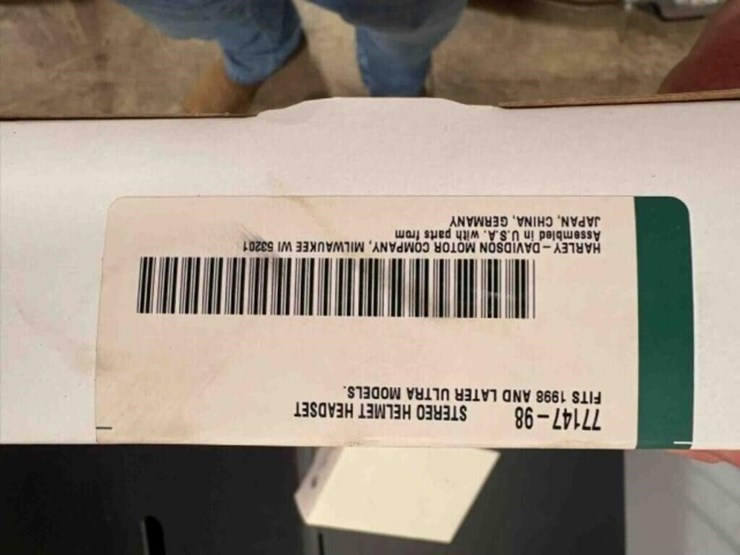 77147-98 STEREO HELMET HEADSET
FITS 1998 AND LATER ULTRA MODELS.
HARLEY-DAVIDSON MOTOR COMPANY, MILWAUKEE WI 53201
Assembled in U.S.A. with parts from
JAPAN, CHINA, GERMANY